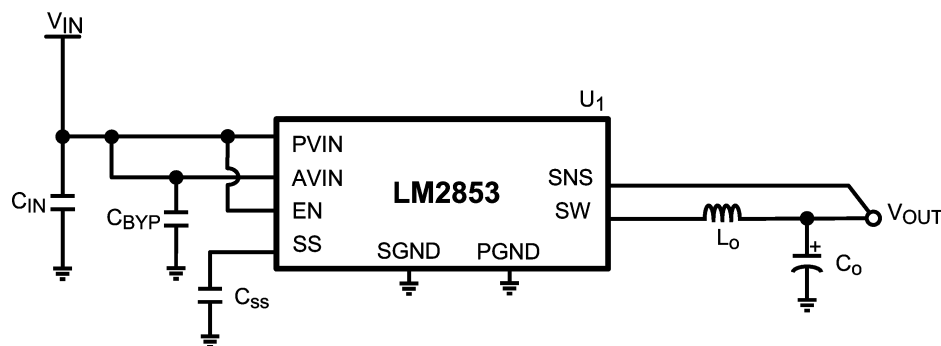 VIN
U1
PVIN
AVIN
EN
SS
LM2853
SNS
SW
SGND
PGND
CIN
CBYP
Css
Lo
Co
+
VOUT